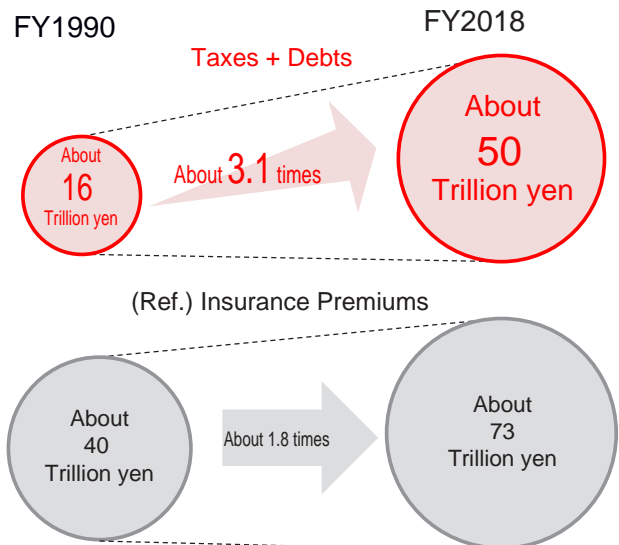 FY1990
FY2018
Taxes + Debts
About
16
Trillion yen
About 3.1 times
About
50
Trillion yen
(Ref.) Insurance Premiums
About
40
Trillion yen
About 1.8 times
About
73
Trillion yen